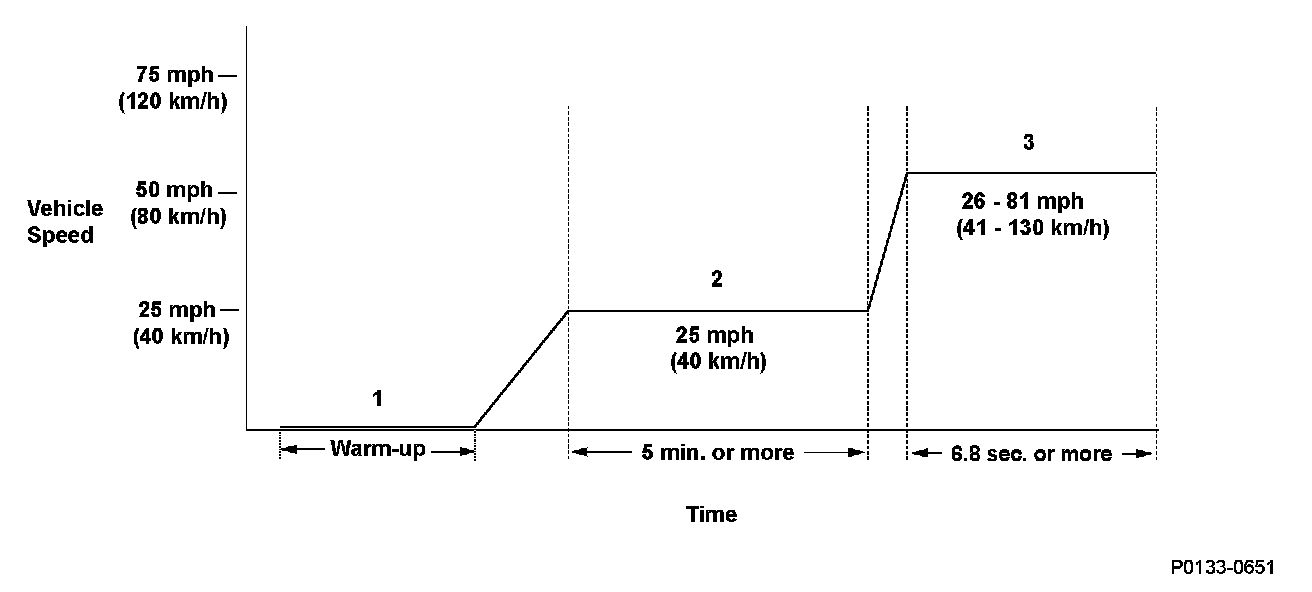 75 mph
(120 km/h)
3
50 mph
(80 km/h)
Vehicle
Speed
26 - 81 mph
(41 - 130 km/h)
2
25 mph
(40 km/h)
25 mph
(40 km/h)
1
Warm-up
5 min. or more
6.8 sec. or more
Time
P0133-0651